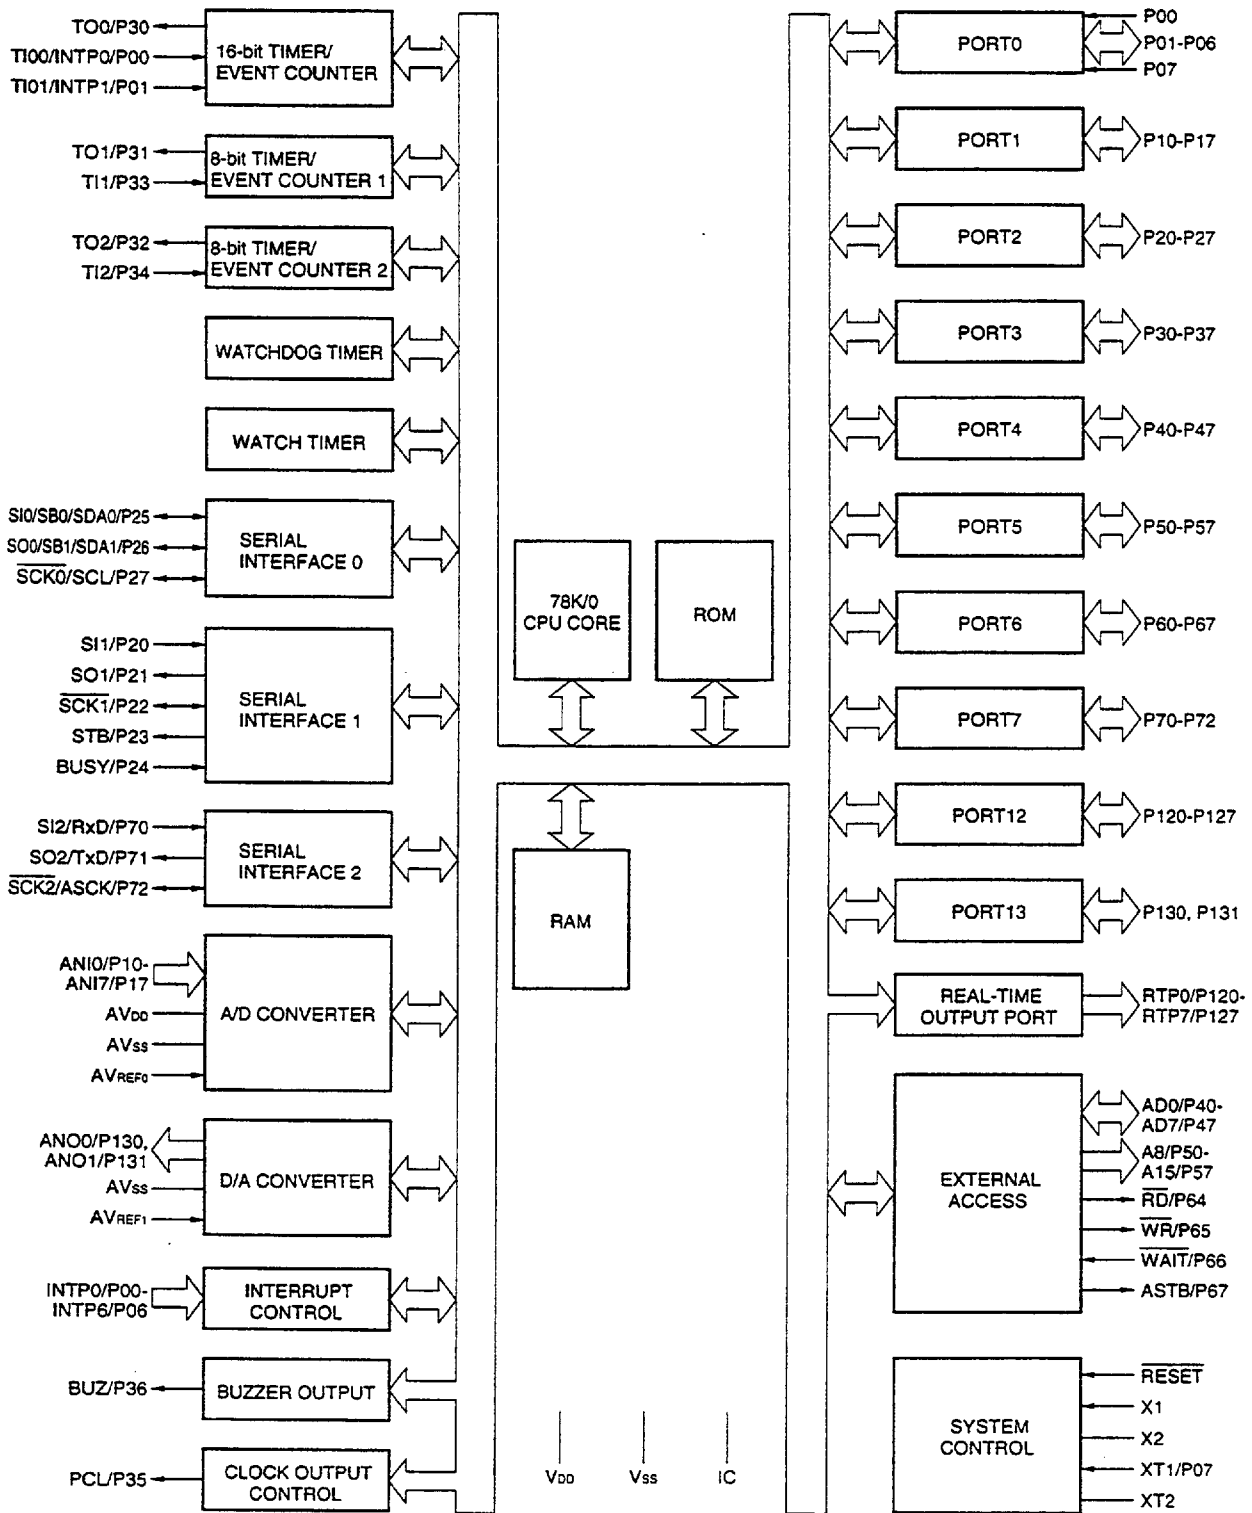 TO0/P30
TI00/INTP0/P00
TI01/INTP1/P01
16-bit TIMER/
EVENT COUNTER
TO1/P31
TI1/P33
8-bit TIMER/
EVENT COUNTER 1
TO2/P32
TI2/P34
8-bit TIMER/
EVENT COUNTER 2
WATCHDOG TIMER
WATCH TIMER
SI0/SB0/SDA0/P25
SO0/SB1/SDA1/P26
SCK0/SCL/P27
SERIAL
INTERFACE 0
SI1/P20
SO1/P21
SCK1/P22
STB/P23
BUSY/P24
SERIAL
INTERFACE 1
SI2/RxD/P70
SO2/TxD/P71
SCK2/ASCK/P72
SERIAL
INTERFACE 2
ANI0/P10-
ANI7/P17
AVDD
AVSS
AVREF0
A/D CONVERTER
ANO0/P130,
ANO1/P131
AVSS
AVREF1
D/A CONVERTER
INTP0/P00-
INTP6/P06
INTERRUPT
CONTROL
BUZ/P36
BUZZER OUTPUT
PCL/P35
CLOCK OUTPUT
CONTROL
78K/0
CPU CORE
ROM
RAM
VDD
VSS
IC
PORT0
P00
P01-P06
P07
PORT1
P10-P17
PORT2
P20-P27
PORT3
P30-P37
PORT4
P40-P47
PORT5
P50-P57
PORT6
P60-P67
PORT7
P70-P72
PORT12
P120-P127
PORT13
P130, P131
REAL-TIME
OUTPUT PORT
RTP0/P120-
RTP7/P127
EXTERNAL
ACCESS
AD0/P40-
AD7/P47
A8/P50-
A15/P57
RD/P64
WR/P65
WAIT/P66
ASTB/P67
SYSTEM
CONTROL
RESET
X1
X2
XT1/P07
XT2